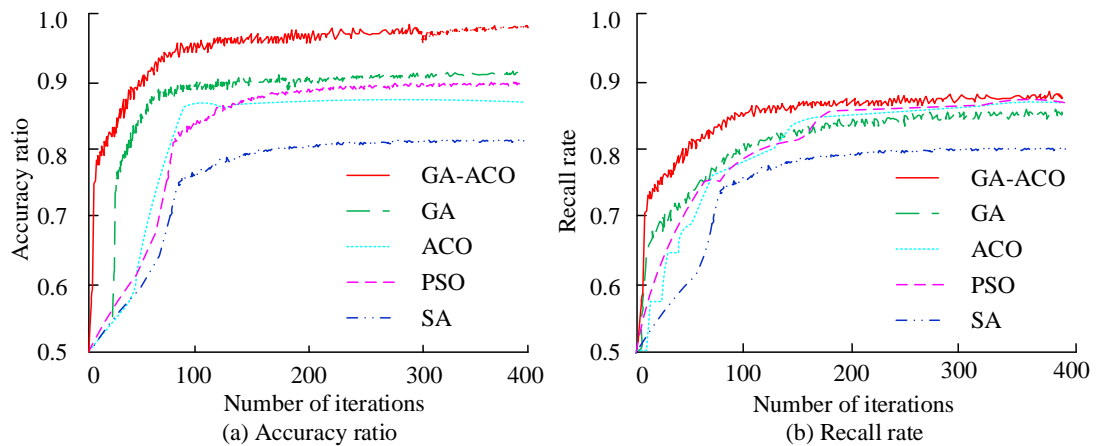 1.0
0.9
0.8
0.7
0.6
0.5
Accuracy ratio
GA-ACO
GA
ACO
PSO
SA
0 100 200 300 400
Number of iterations
(a) Accuracy ratio
1.0
0.9
0.8
0.7
0.6
0.5
Recall rate
GA-ACO
GA
ACO
PSO
SA
0 100 200 300 400
Number of iterations
(b) Recall rate